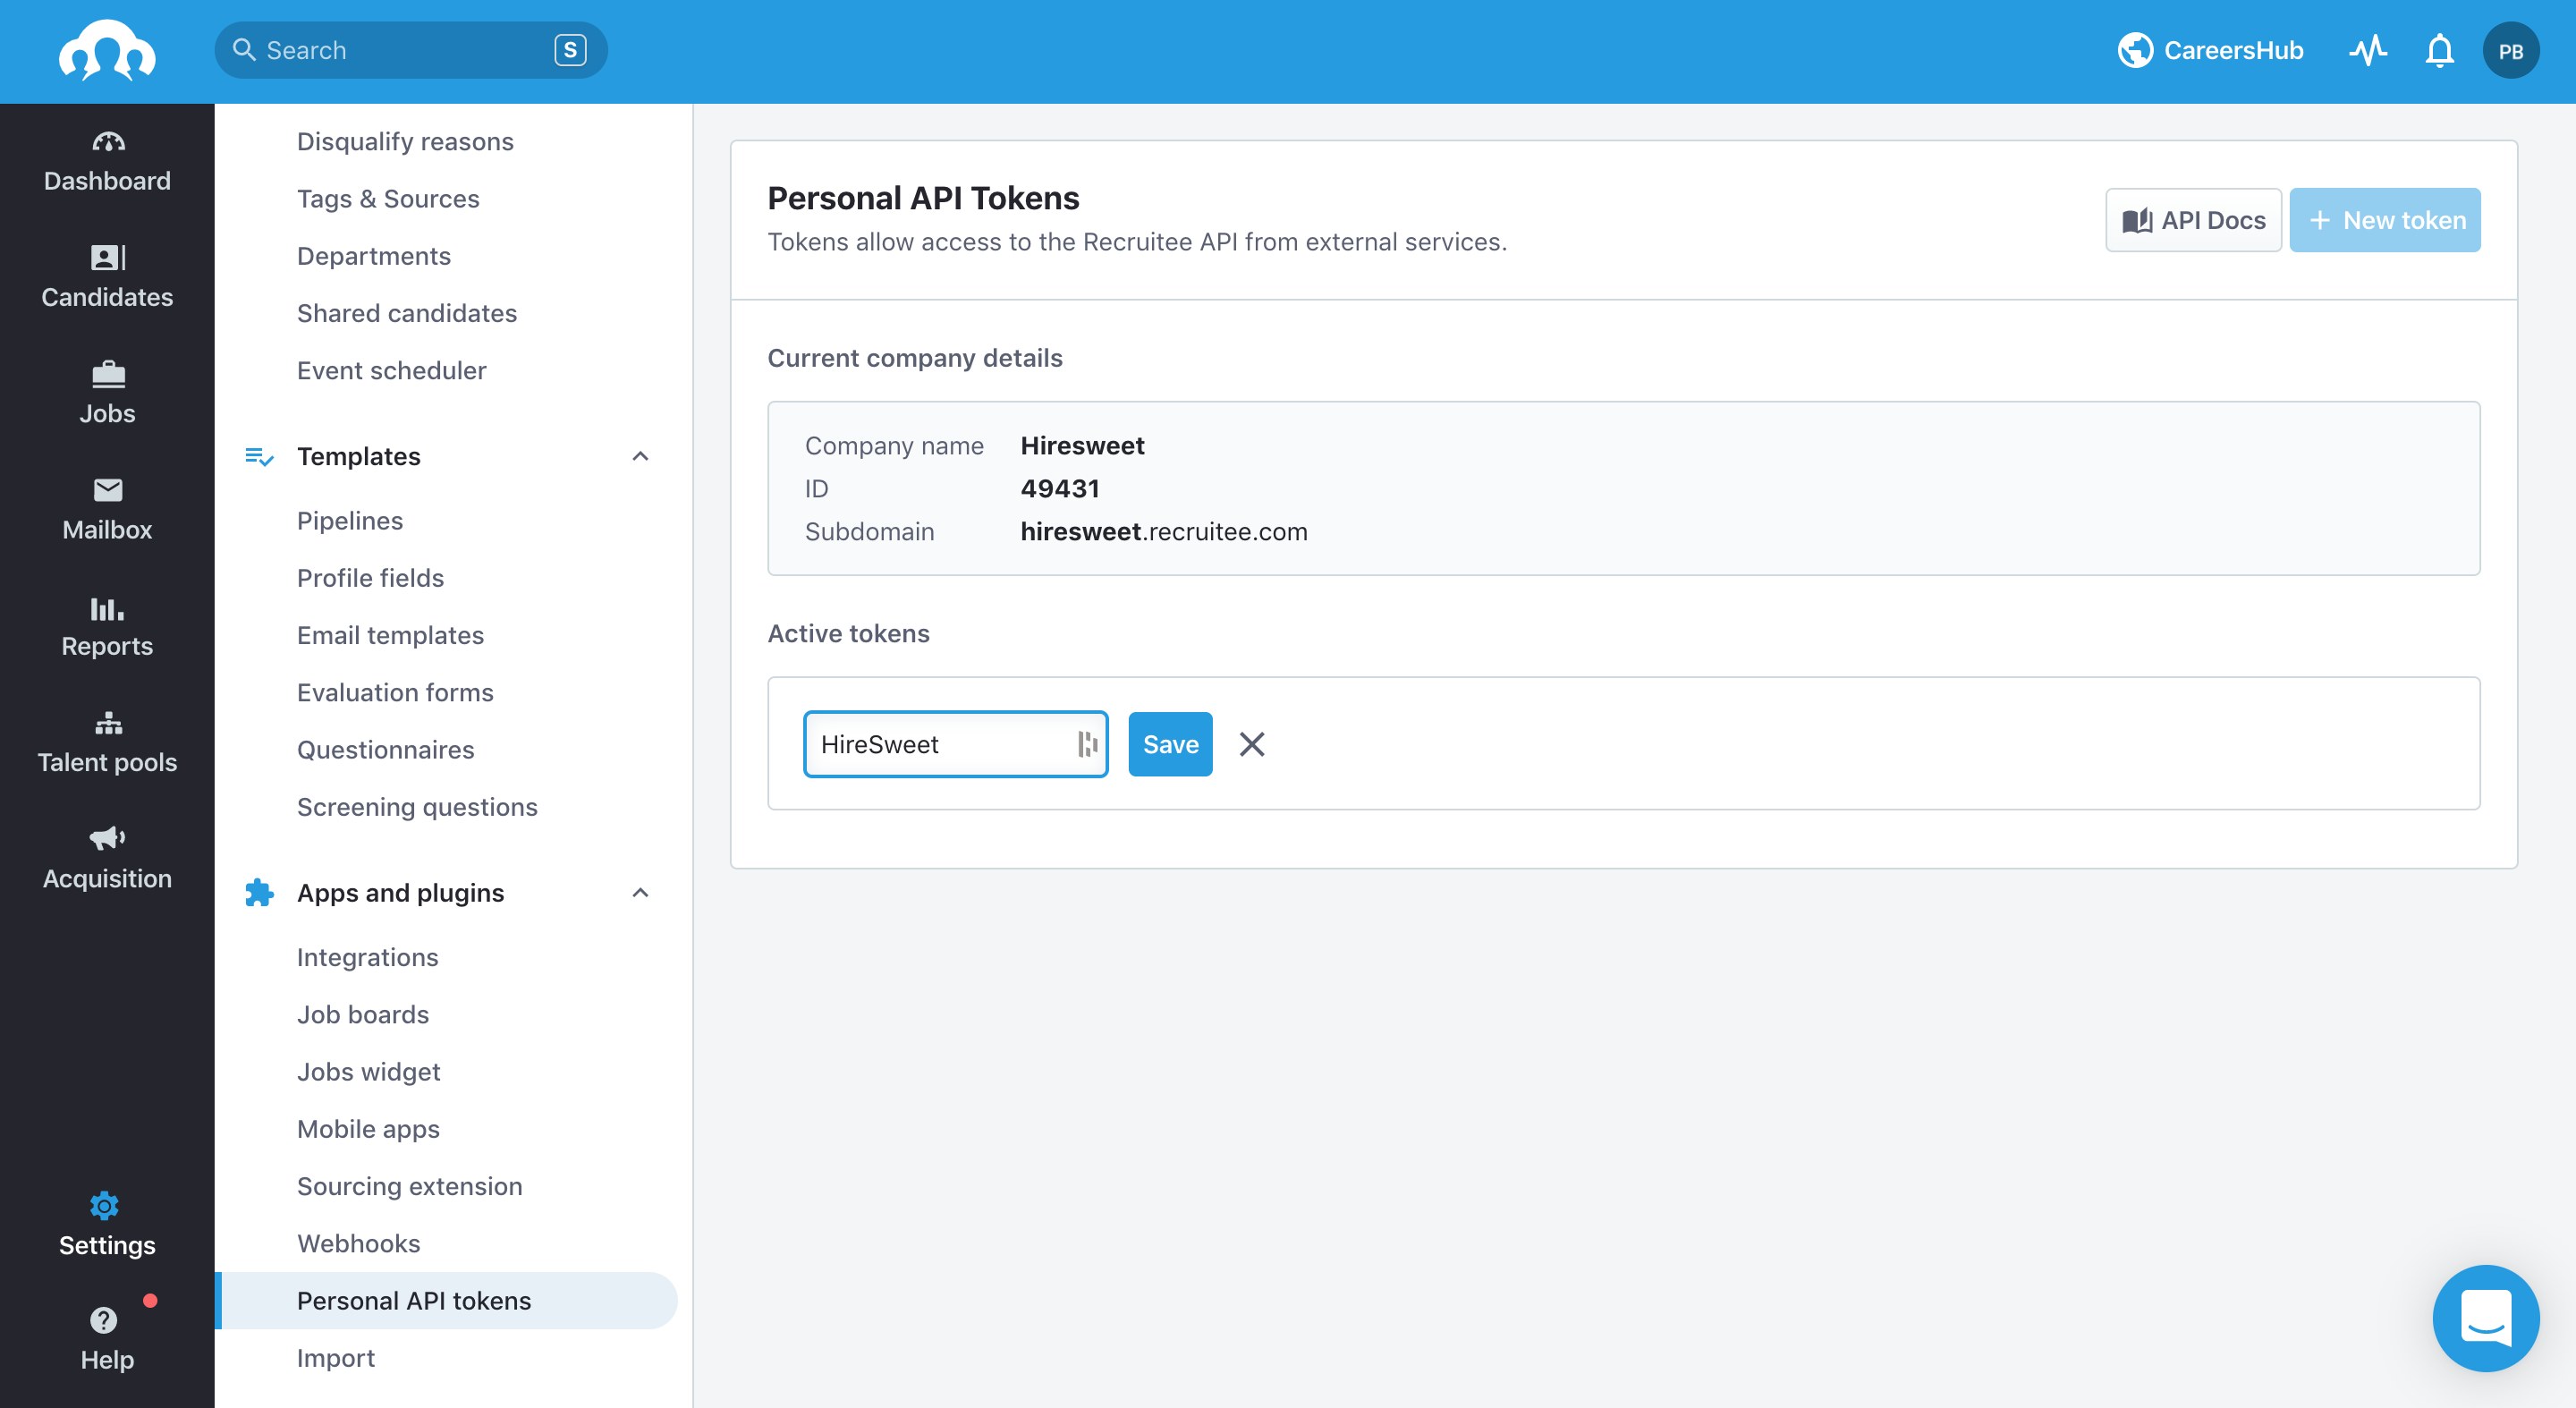 Search
S
CareersHub
PB
Dashboard
Candidates
Jobs
Mailbox
Reports
Talent pools
Acquisition
Settings
Help
Disqualify reasons
Tags & Sources
Departments
Shared candidates
Event scheduler
Templates
Pipelines
Profile fields
Email templates
Evaluation forms
Questionnaires
Screening questions
Apps and plugins
Integrations
Job boards
Jobs widget
Mobile apps
Sourcing extension
Webhooks
Personal API tokens
Import
Personal API Tokens
Tokens allow access to the Recruitee API from external services.
API Docs
+ New token
Current company details
Company name Hiresweet
ID 49431
Subdomain hiresweet.recruitee.com
Active tokens
HireSweet
Save